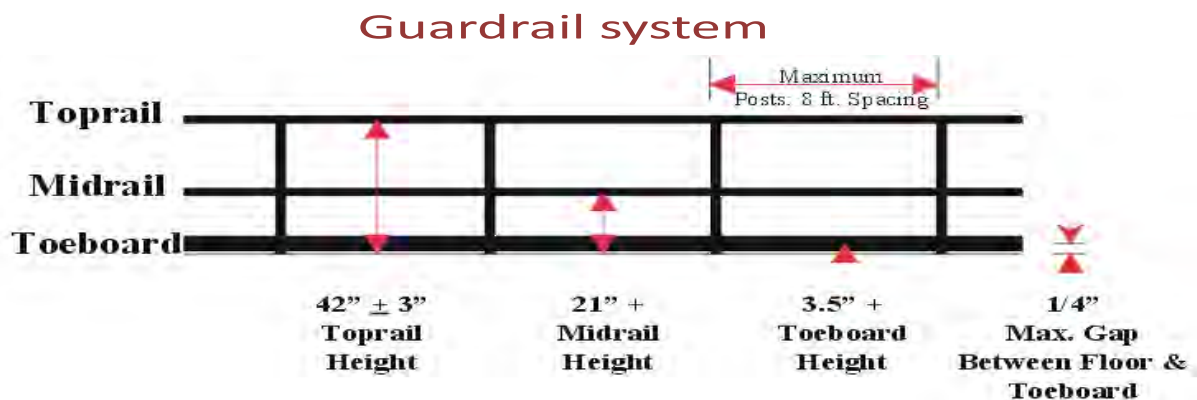 Guardrail system
Maximum
Posts: 8 ft. Spacing
Toprail
Midrail
Toeboard
42” ± 3”
Toprail
Height
21” +
Midrail
Height
3.5” +
Toeboard
Height
1/4”
Max. Gap
Between Floor &
Toeboard